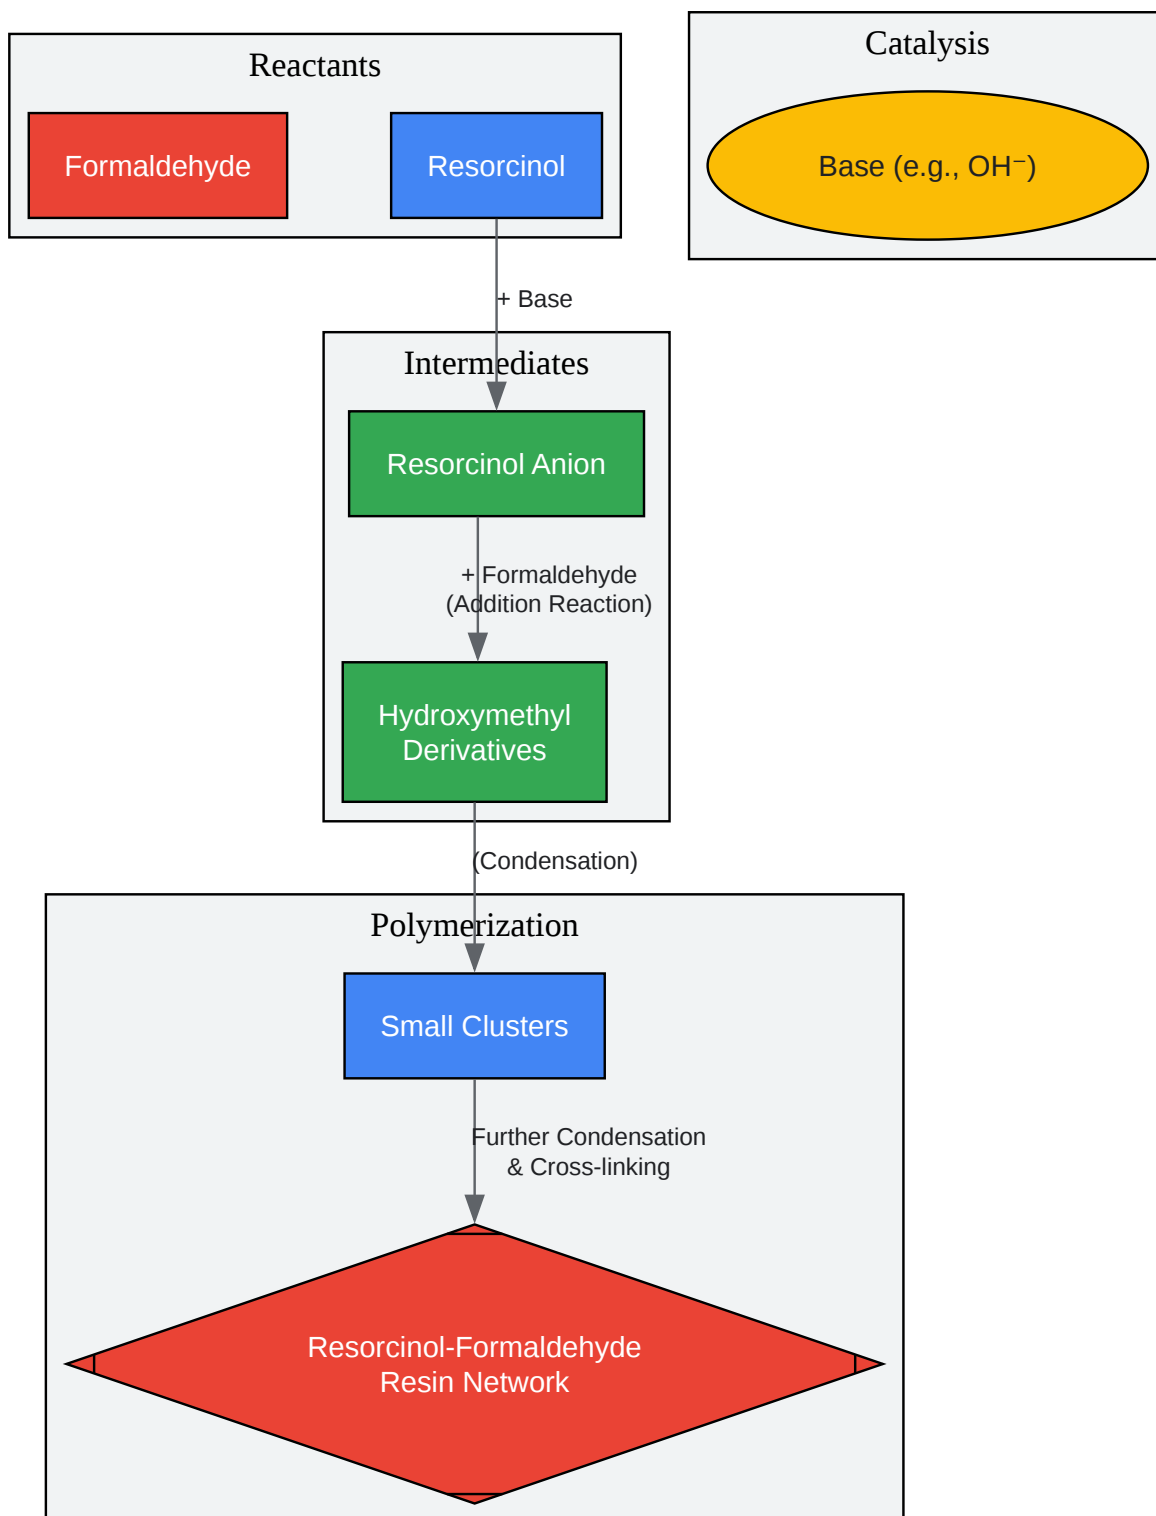 Reactants
Catalysis
Formaldehyde
Resorcinol
Base (e.g., OH⁻)
+ Base
Intermediates
Resorcinol Anion
+ Formaldehyde
(Addition Reaction)
Hydroxymethyl
Derivatives
(Condensation)
Polymerization
Small Clusters
Further Condensation
& Cross-linking
Resorcinol-Formaldehyde
Resin Network